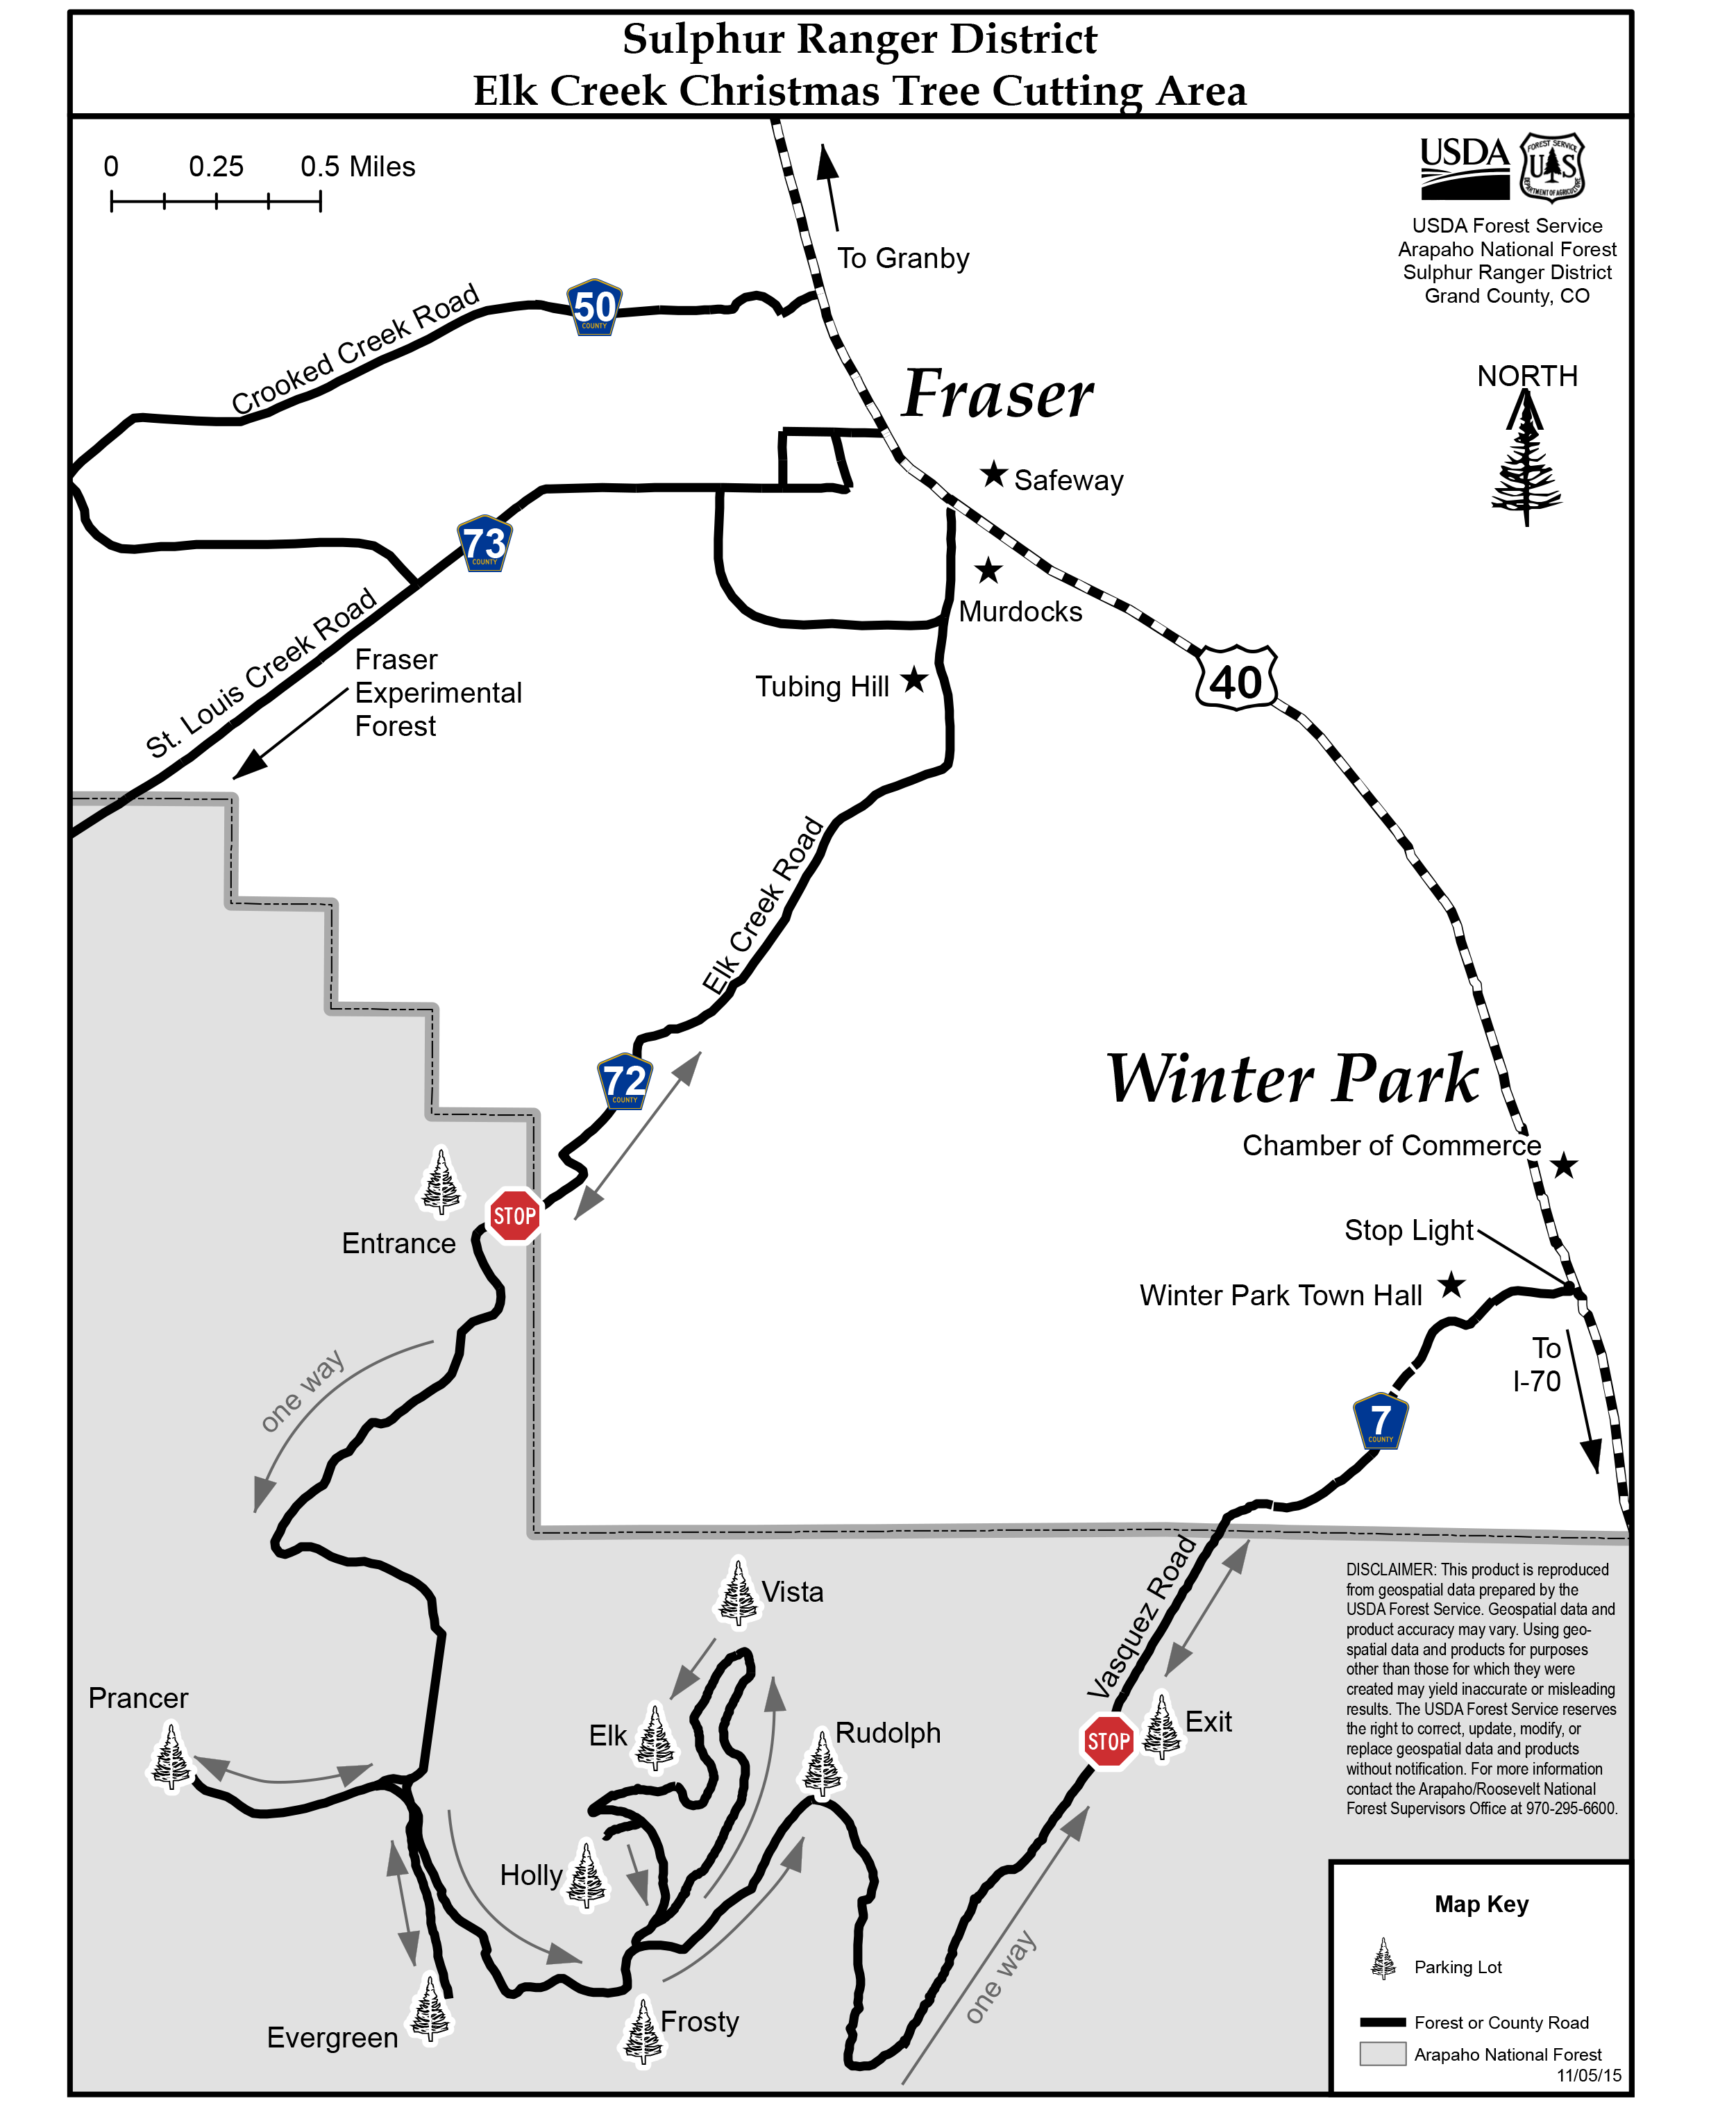 Sulphur Ranger District
Elk Creek Christmas Tree Cutting Area
0 0.25 0.5 Miles
USDA
FOREST SERVICE
U S
DEPARTMENT OF AGRICULTURE
USDA Forest Service
Arapaho National Forest
Sulphur Ranger District
Grand County, CO
To Granby
NORTH
Crooked Creek Road
50
COUNTY
Fraser
Safeway
73
COUNTY
Murdocks
St. Louis Creek Road
Fraser
Experimental
Forest
Tubing Hill
40
Elk Creek Road
72
COUNTY
Winter Park
Chamber of Commerce
Stop Light
Winter Park Town Hall
To
I-70
7
COUNTY
STOP
Entrance
one way
Vasquez Road
DISCLAIMER: This product is reproduced
from geospatial data prepared by the
USDA Forest Service. Geospatial data and
product accuracy may vary. Using geo-
spatial data and products for purposes
other than those for which they were
created may yield inaccurate or misleading
results. The USDA Forest Service reserves
the right to correct, update, modify, or
replace geospatial data and products
without notification. For more information
contact the Arapaho/Roosevelt National
Forest Supervisors Office at 970-295-6600.
Vista
Prancer
Elk
Rudolph
STOP
Exit
Holly
one way
Evergreen
Frosty
Map Key
Parking Lot
Forest or County Road
Arapaho National Forest
11/05/15